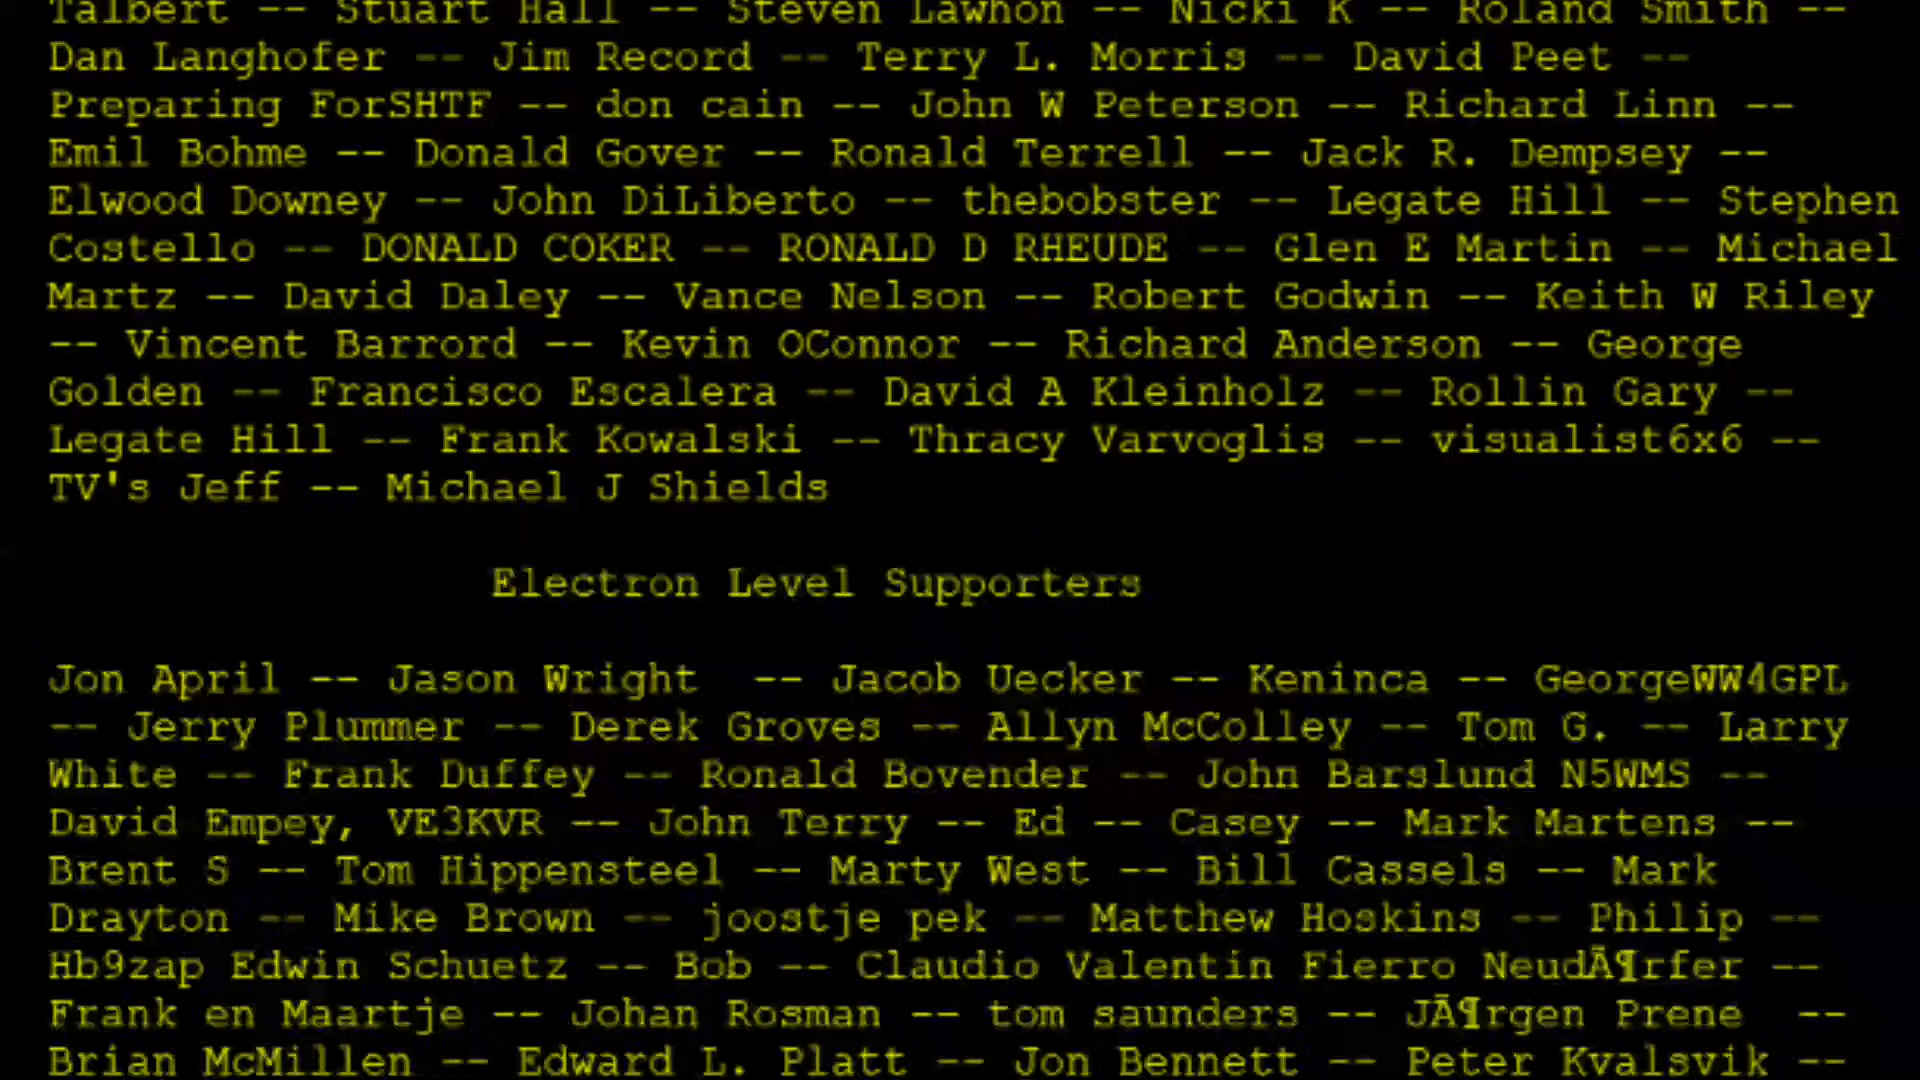 Talbert -- Stuart Hall -- Steven Lawhon -- Nicki K -- Roland Smith --
Dan Langhofer -- Jim Record -- Terry L. Morris -- David Peet --
Preparing ForSHTF -- don cain -- John W Peterson -- Richard Linn --
Emil Bohme -- Donald Gover -- Ronald Terrell -- Jack R. Dempsey --
Elwood Downey -- John DiLiberto -- thebobster -- Legate Hill -- Stephen
Costello -- DONALD COKER -- RONALD D RHEUDE -- Glen E Martin -- Michael
Martz -- David Daley -- Vance Nelson -- Robert Godwin -- Keith W Riley
-- Vincent Barrord -- Kevin OConnor -- Richard Anderson -- George
Golden -- Francisco Escalera -- David A Kleinholz -- Rollin Gary --
Legate Hill -- Frank Kowalski -- Thracy Varvoglis -- visualist6x6 --
TV's Jeff -- Michael J Shields
Electron Level Supporters
Jon April -- Jason Wright -- Jacob Uecker -- Keninca -- GeorgeWW4GPL
-- Jerry Plummer -- Derek Groves -- Allyn McColley -- Tom G. -- Larry
White -- Frank Duffey -- Ronald Bovender -- John Barslund N5WMS --
David Empey, VE3KVR -- John Terry -- Ed -- Casey -- Mark Martens --
Brent S -- Tom Hippensteel -- Marty West -- Bill Cassels -- Mark
Drayton -- Mike Brown -- joostje pek -- Matthew Hoskins -- Philip --
Hb9zap Edwin Schuetz -- Bob -- Claudio Valentin Fierro NeudÃ¶rfer --
Frank en Maartje -- Johan Rosman -- tom saunders -- JÃ¶rgen Prene --
Brian McMillen -- Edward L. Platt -- Jon Bennett -- Peter Kvalsvik --